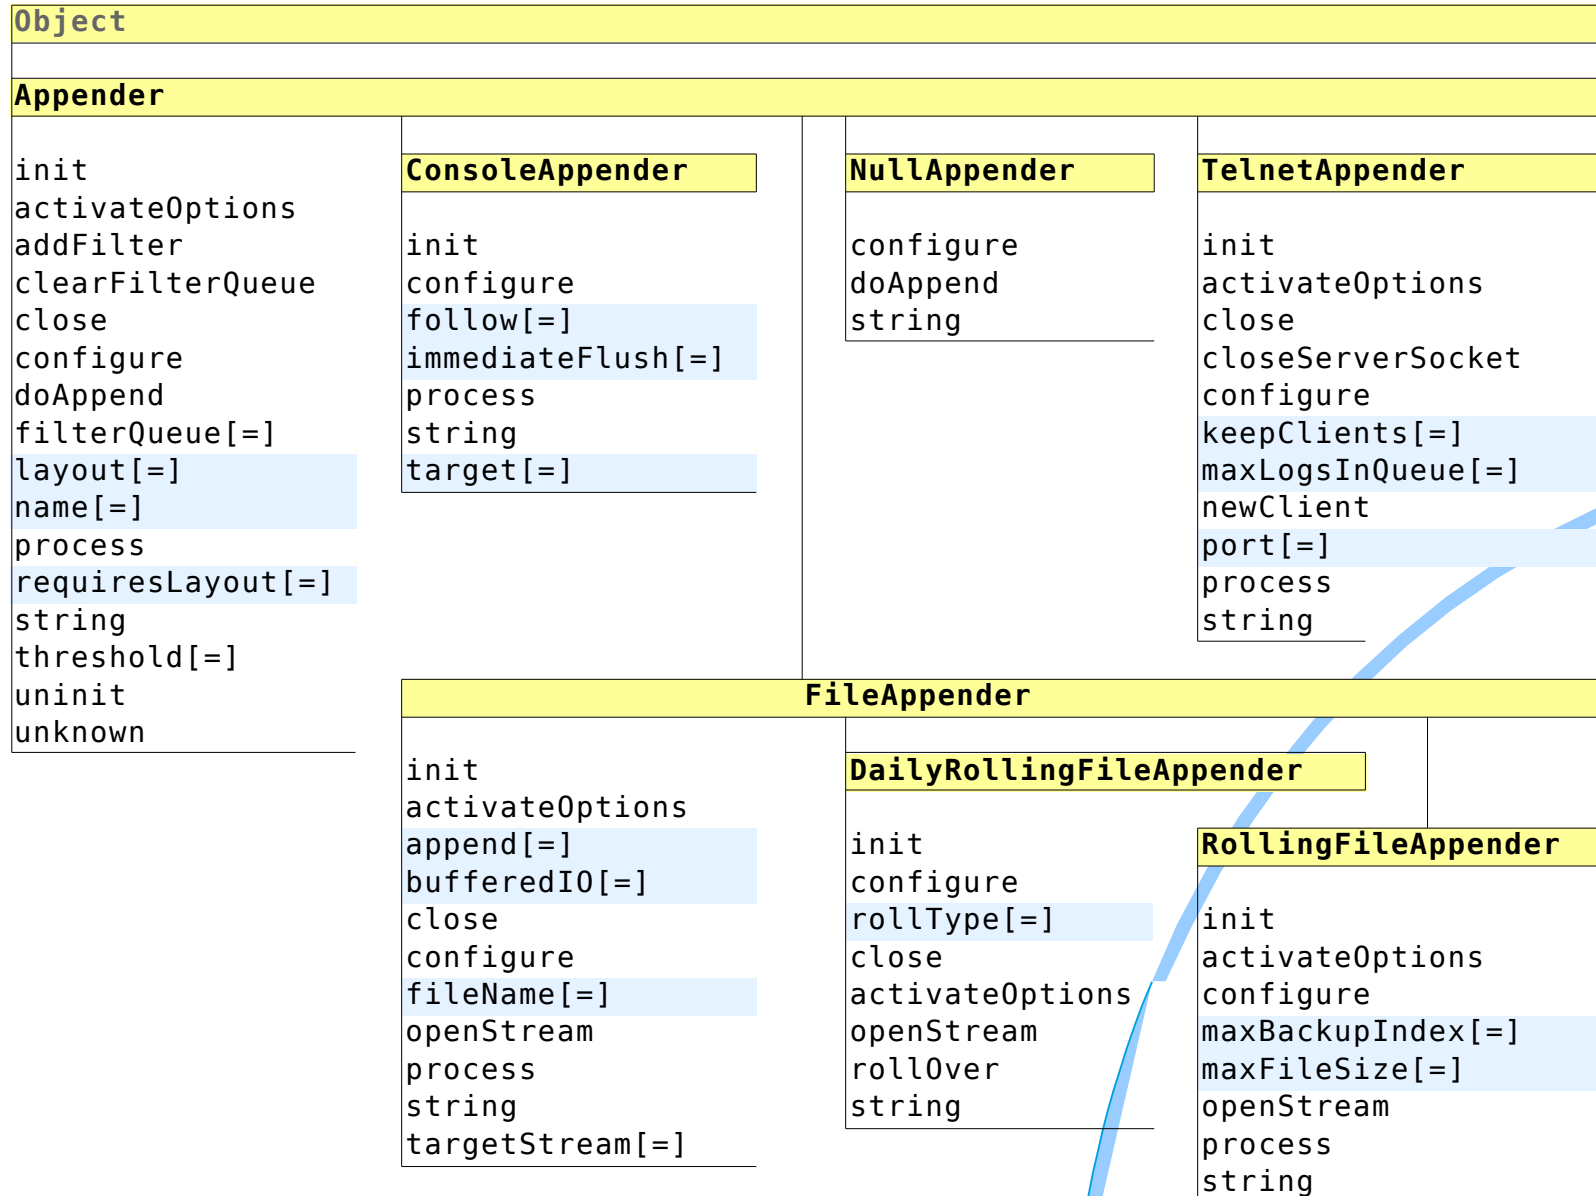 Object
Appender
init
activateOptions
addFilter
clearFilterQueue
close
configure
doAppend
filterQueue[=]
layout[=]
name[=]
process
requiresLayout[=]
string
threshold[=]
uninit
unknown
ConsoleAppender
init
configure
follow[=]
immediateFlush[=]
process
string
target[=]
NullAppender
configure
doAppend
string
TelnetAppender
init
activateOptions
close
closeServerSocket
configure
keepClients[=]
maxLogsInQueue[=]
newClient
port[=]
process
string
FileAppender
init
activateOptions
append[=]
bufferedIO[=]
close
configure
fileName[=]
openStream
process
string
targetStream[=]
DailyRollingFileAppender
init
configure
rollType[=]
close
activateOptions
openStream
rollOver
string
RollingFileAppender
init
activateOptions
configure
maxBackupIndex[=]
maxFileSize[=]
openStream
process
string